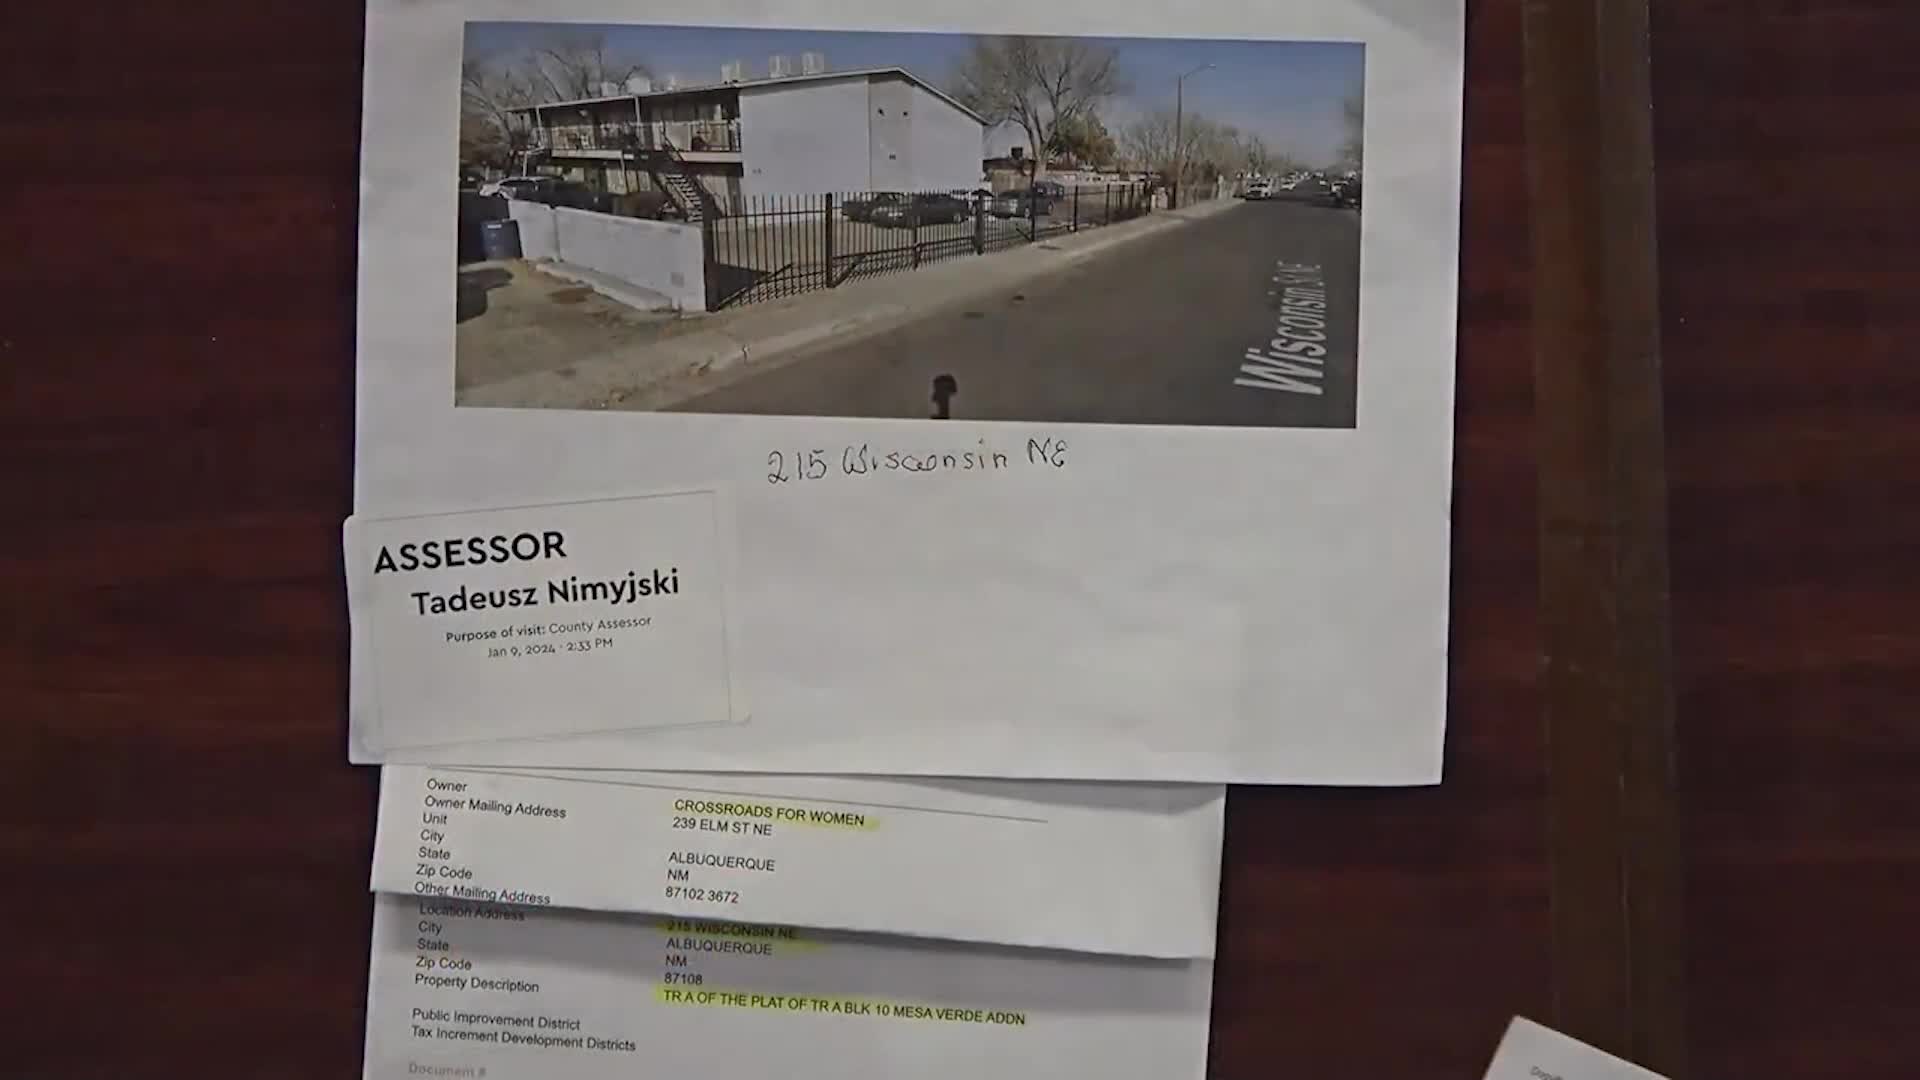 Wisconsin St NE
215 Wisconsin NE
ASSESSOR
Tadeusz Nimyjski
Purpose of visit: County Assessor
Jan 9, 2024 · 2:33 PM
Owner CROSSROADS FOR WOMEN
Owner Mailing Address 239 ELM ST NE
Unit
City ALBUQUERQUE
State NM
Zip Code 87102 3672
Other Mailing Address
Location Address 215 WISCONSIN NE
City ALBUQUERQUE
State NM
Zip Code 87108
Property Description TR A OF THE PLAT OF TR A BLK 10 MESA VERDE ADDN
Public Improvement District
Tax Increment Development Districts
Document #